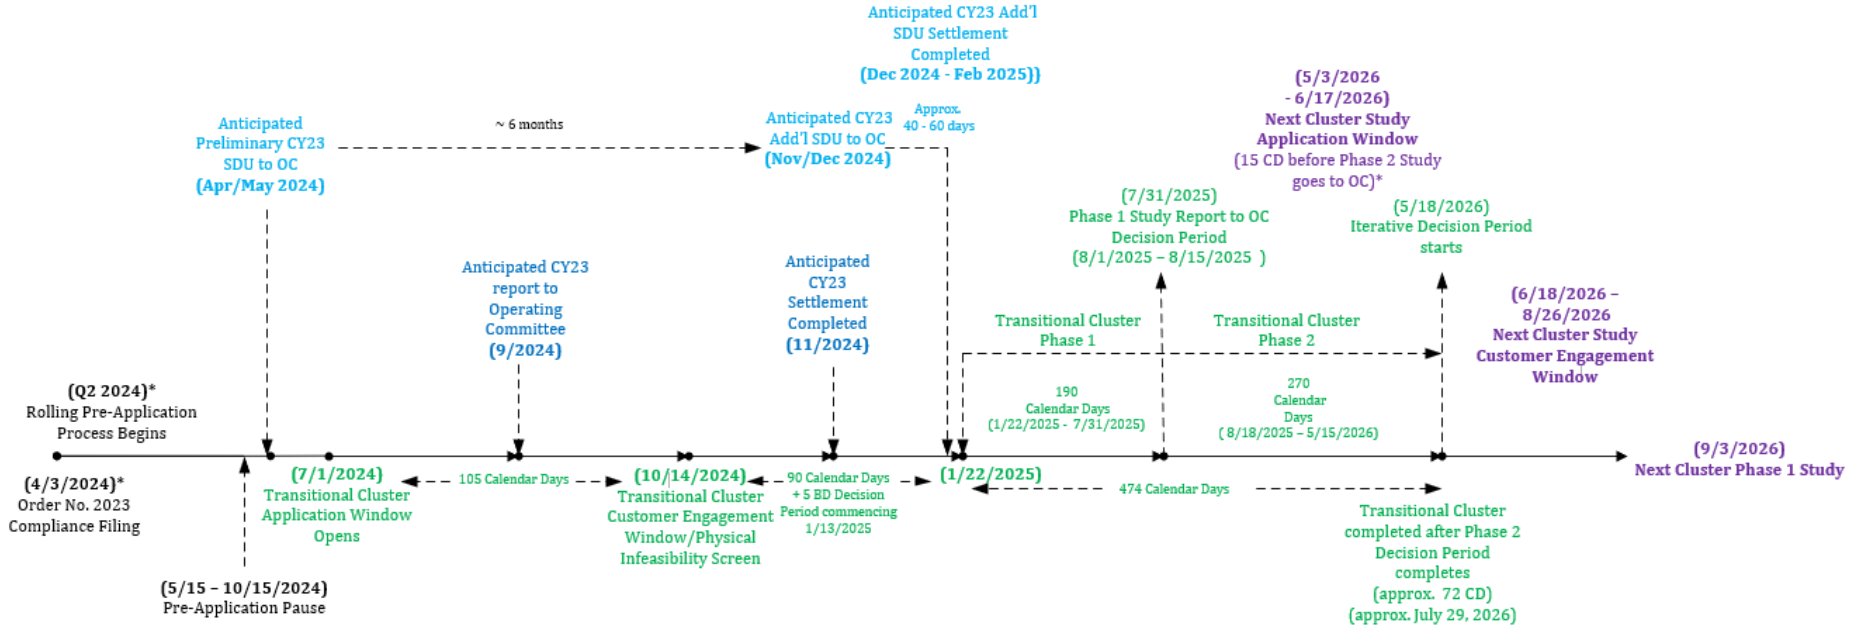 Anticipated CY23 Add'l
SDU Settlement
Completed
(Dec 2024 - Feb 2025))
Anticipated
Preliminary CY23
SDU to OC
(Apr/May 2024)
~ 6 months
Anticipated CY23
Add'l SDU to OC
(Nov/Dec 2024)
Approx.
40 - 60 days
(5/3/2026
- 6/17/2026)
Next Cluster Study
Application Window
(15 CD before Phase 2 Study
goes to OC)*
(7/31/2025)
Phase 1 Study Report to OC
Decision Period
(8/1/2025 – 8/15/2025 )
(5/18/2026)
Iterative Decision Period
starts
Anticipated CY23
report to
Operating
Committee
(9/2024)
Anticipated
CY23
Settlement
Completed
(11/2024)
Transitional Cluster
Phase 1
Transitional Cluster
Phase 2
(6/18/2026 –
8/26/2026
Next Cluster Study
Customer Engagement
Window
190
Calendar Days
(1/22/2025 - 7/31/2025)
270
Calendar
Days
( 8/18/2025 – 5/15/2026)
(Q2 2024)*
Rolling Pre-Application
Process Begins
(4/3/2024)*
Order No. 2023
Compliance Filing
(5/15 – 10/15/2024)
Pre-Application Pause
(7/1/2024)
Transitional Cluster
Application Window
Opens
105 Calendar Days
(10/14/2024)
Transitional Cluster
Customer Engagement
Window/Physical
Infeasibility Screen
90 Calendar Days
+ 5 BD Decision
Period commencing
1/13/2025
(1/22/2025)
474 Calendar Days
Transitional Cluster
completed after Phase 2
Decision Period
completes
(approx. 72 CD)
(approx. July 29, 2026)
(9/3/2026)
Next Cluster Phase 1 Study